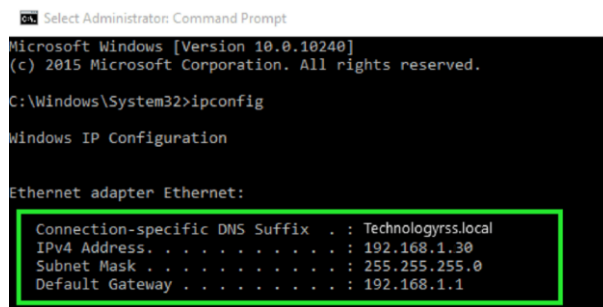 Select Administrator: Command Prompt
Microsoft Windows [Version 10.0.10240]
(c) 2015 Microsoft Corporation. All rights reserved.
C:\Windows\System32>ipconfig
Windows IP Configuration
Ethernet adapter Ethernet:
Connection-specific DNS Suffix . : Technologyrss.local
IPv4 Address. . . . . . . . . . . : 192.168.1.30
Subnet Mask . . . . . . . . . . . : 255.255.255.0
Default Gateway . . . . . . . . . : 192.168.1.1